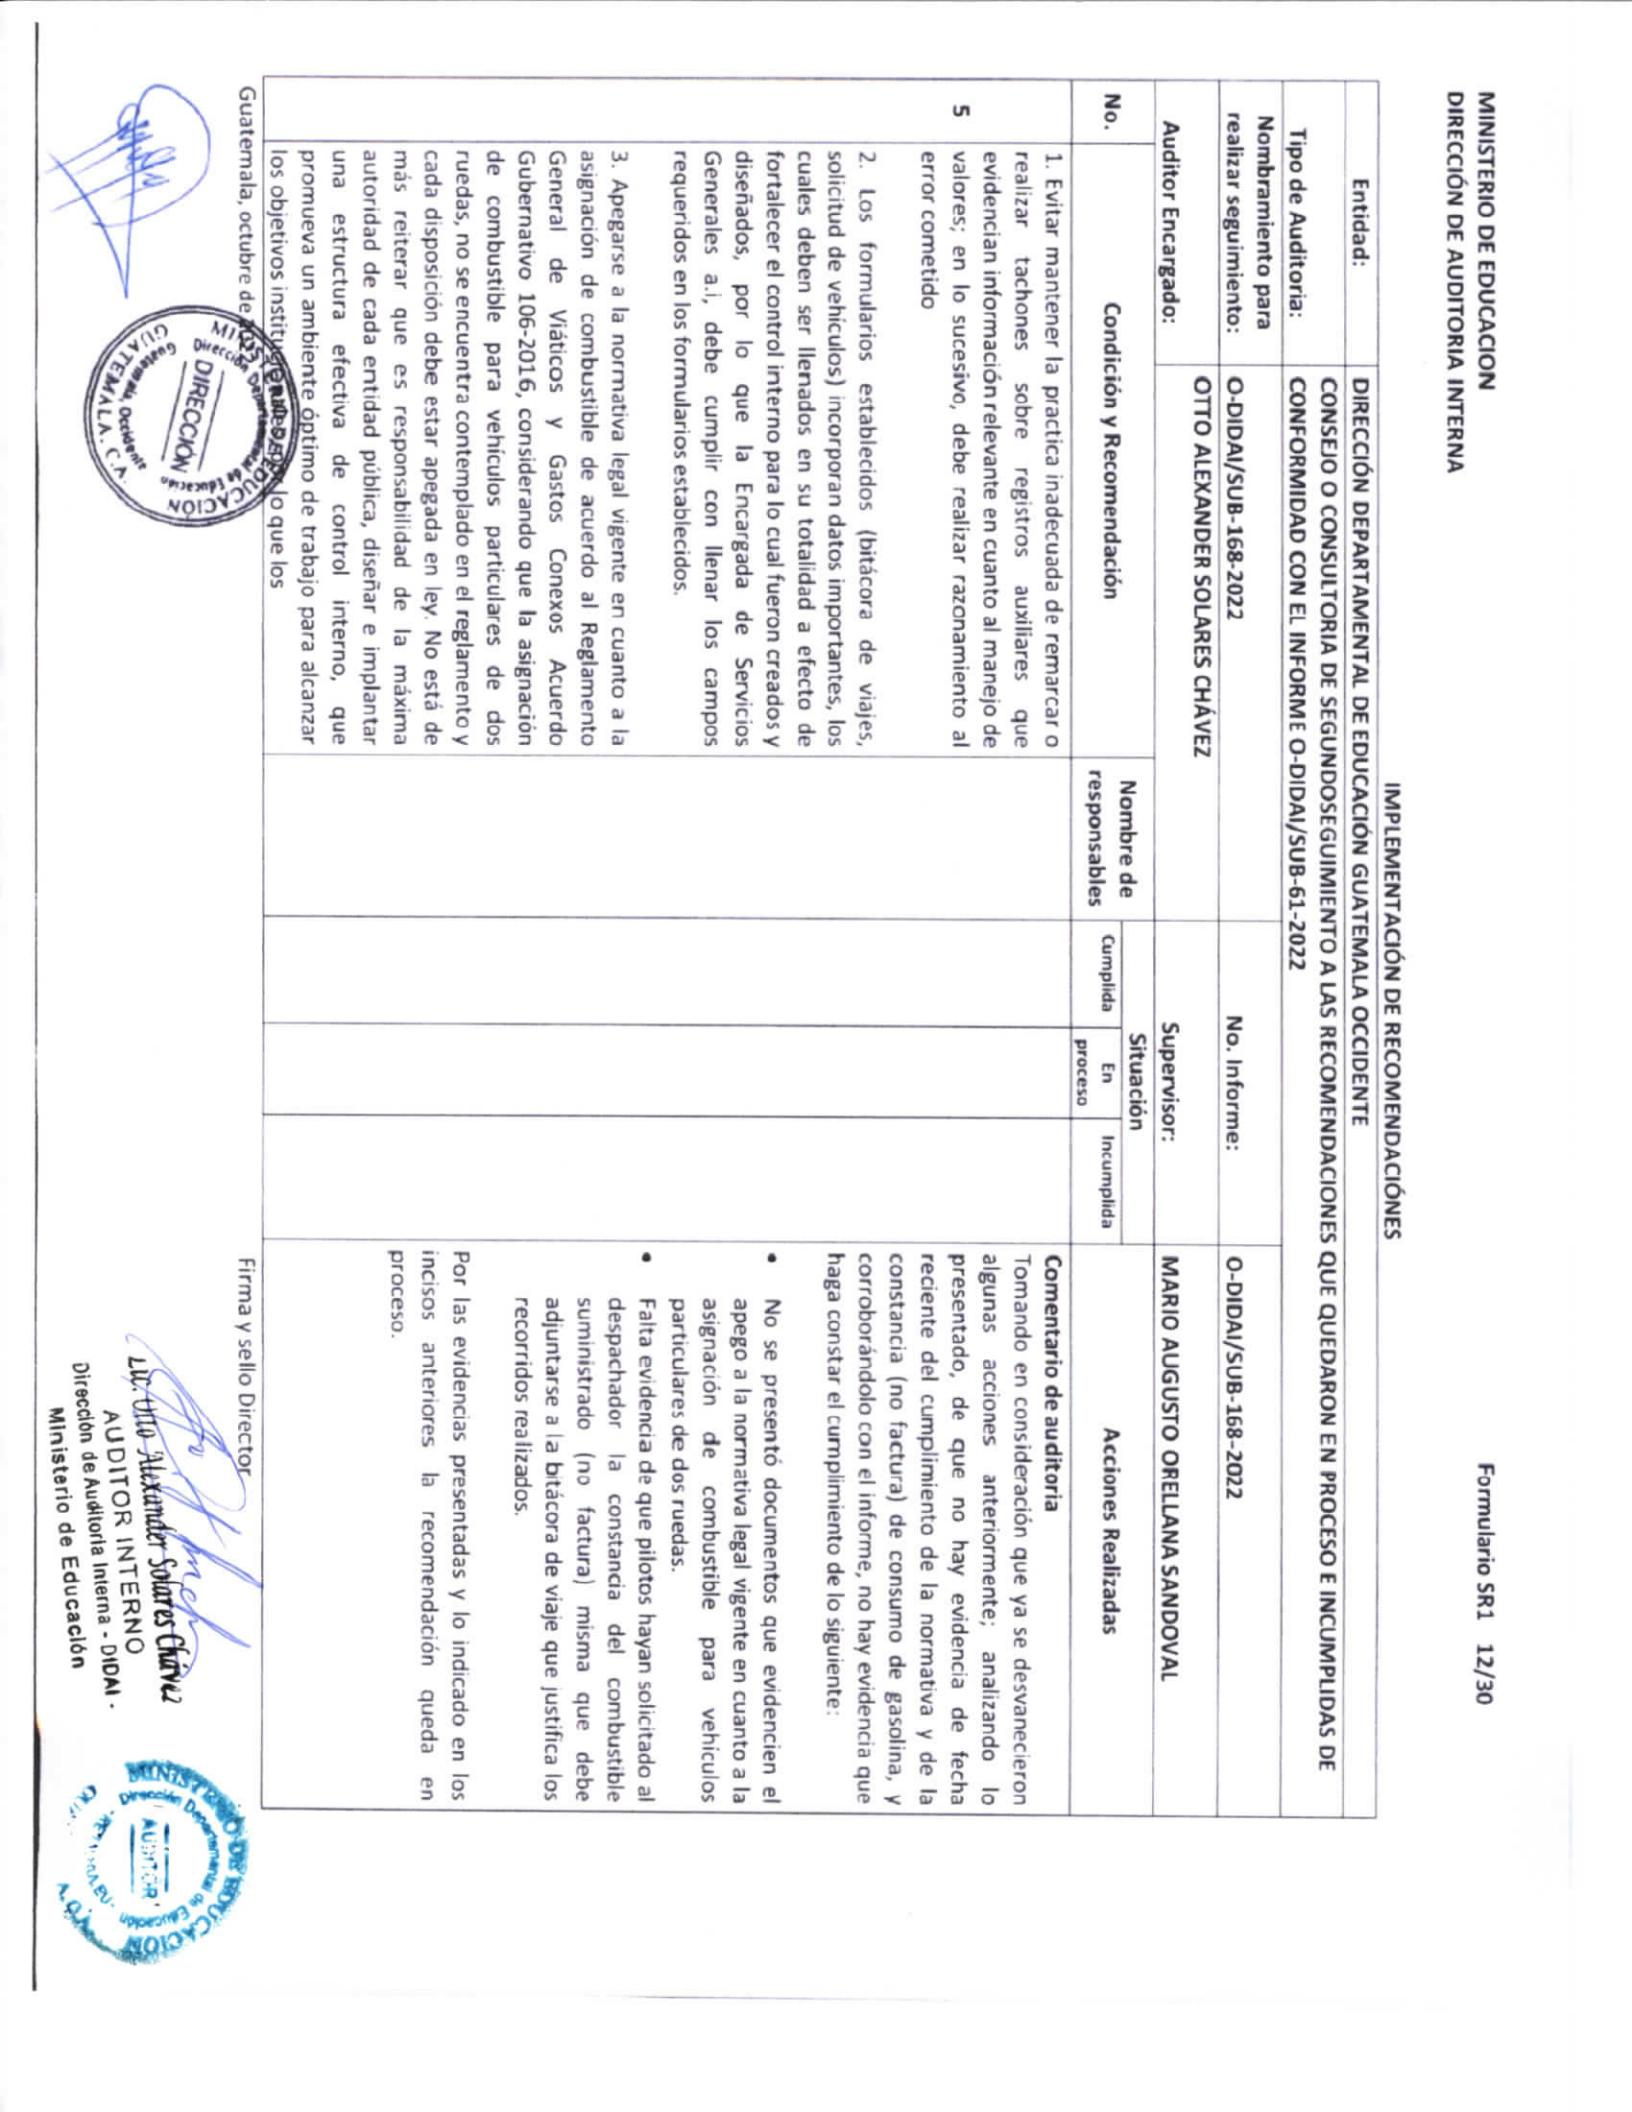 MINISTERIO DE EDUCACION
DIRECCIÓN DE AUDITORIA INTERNA
Formulario SR1 12/30
IMPLEMENTACIÓN DE RECOMENDACIÓNES
Entidad: DIRECCIÓN DEPARTAMENTAL DE EDUCACIÓN GUATEMALA OCCIDENTE
Tipo de Auditoria:
CONSEJO O CONSULTORIA DE SEGUNDOSEGUIMIENTO A LAS RECOMENDACIONES QUE QUEDARON EN PROCESO E INCUMPLIDAS DE
CONFORMIDAD CON EL INFORME O-DIDAI/SUB-61-2022
Nombramiento para
realizar seguimiento: O-DIDAI/SUB-168-2022 No. Informe: O-DIDAI/SUB-168-2022
Auditor Encargado: OTTO ALEXANDER SOLARES CHÁVEZ Supervisor: MARIO AUGUSTO ORELLANA SANDOVAL
No. Condición y Recomendación
Nombre de
responsables
Situación
Cumplida
En
proceso
Incumplida
Acciones Realizadas
5
1. Evitar mantener la practica inadecuada de remarcar o
realizar tachones sobre registros auxiliares que
evidencian información relevante en cuanto al manejo de
valores; en lo sucesivo, debe realizar razonamiento al
error cometido
2. Los formularios establecidos (bitácora de viajes,
solicitud de vehículos) incorporan datos importantes, los
cuales deben ser llenados en su totalidad a efecto de
fortalecer el control interno para lo cual fueron creados y
diseñados, por lo que la Encargada de Servicios
Generales a.i, debe cumplir con llenar los campos
requeridos en los formularios establecidos.
3. Apegarse a la normativa legal vigente en cuanto a la
asignación de combustible de acuerdo al Reglamento
General de Viáticos y Gastos Conexos Acuerdo
Gubernativo 106-2016, considerando que la asignación
de combustible para vehículos particulares de dos
ruedas, no se encuentra contemplado en el reglamento y
cada disposición debe estar apegada en ley. No está de
más reiterar que es responsabilidad de la máxima
autoridad de cada entidad pública, diseñar e implantar
una estructura efectiva de control interno, que
promueva un ambiente óptimo de trabajo para alcanzar
los objetivos lo que los
Comentario de auditoria
Tomando en consideración que ya se desvanecieron
algunas acciones anteriormente; analizando lo
presentado, de que no hay evidencia de fecha
reciente del cumplimiento de la normativa y de la
constancia (no factura) de consumo de gasolina, y
corroborándolo con el informe, no hay evidencia que
haga constar el cumplimiento de lo siguiente:
• No se presentó documentos que evidencien el
apego a la normativa legal vigente en cuanto a la
asignación de combustible para vehículos
particulares de dos ruedas.
• Falta evidencia de que pilotos hayan solicitado al
despachador la constancia del combustible
suministrado (no factura) misma que debe
adjuntarse a la bitácora de viaje que justifica los
recorridos realizados.
Por las evidencias presentadas y lo indicado en los
incisos anteriores la recomendación queda en
proceso.
Guatemala, octubre de
Firma y sello Director
MINISTERIO DE EDUCACIÓN
Dirección Departamental de Educación
Guatemala Occidente
DIRECCIÓN
GUATEMALA, C.A.
Lic. Otto Alexander Solares Chávez
AUDITOR INTERNO
Dirección de Auditoría Interna - DIDAI -
Ministerio de Educación
MINISTERIO DE EDUCACION
Dirección Departamental de Educación
AUDITOR